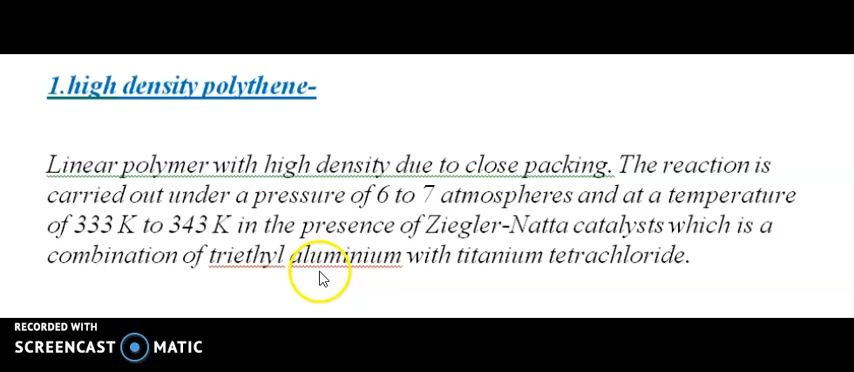 1.high density polythene-
Linear polymer with high density due to close packing. The reaction is
carried out under a pressure of 6 to 7 atmospheres and at a temperature
of 333 K to 343 K in the presence of Ziegler-Natta catalysts which is a
combination of triethyl aluminium with titanium tetrachloride.
RECORDED WITH
SCREENCAST MATIC